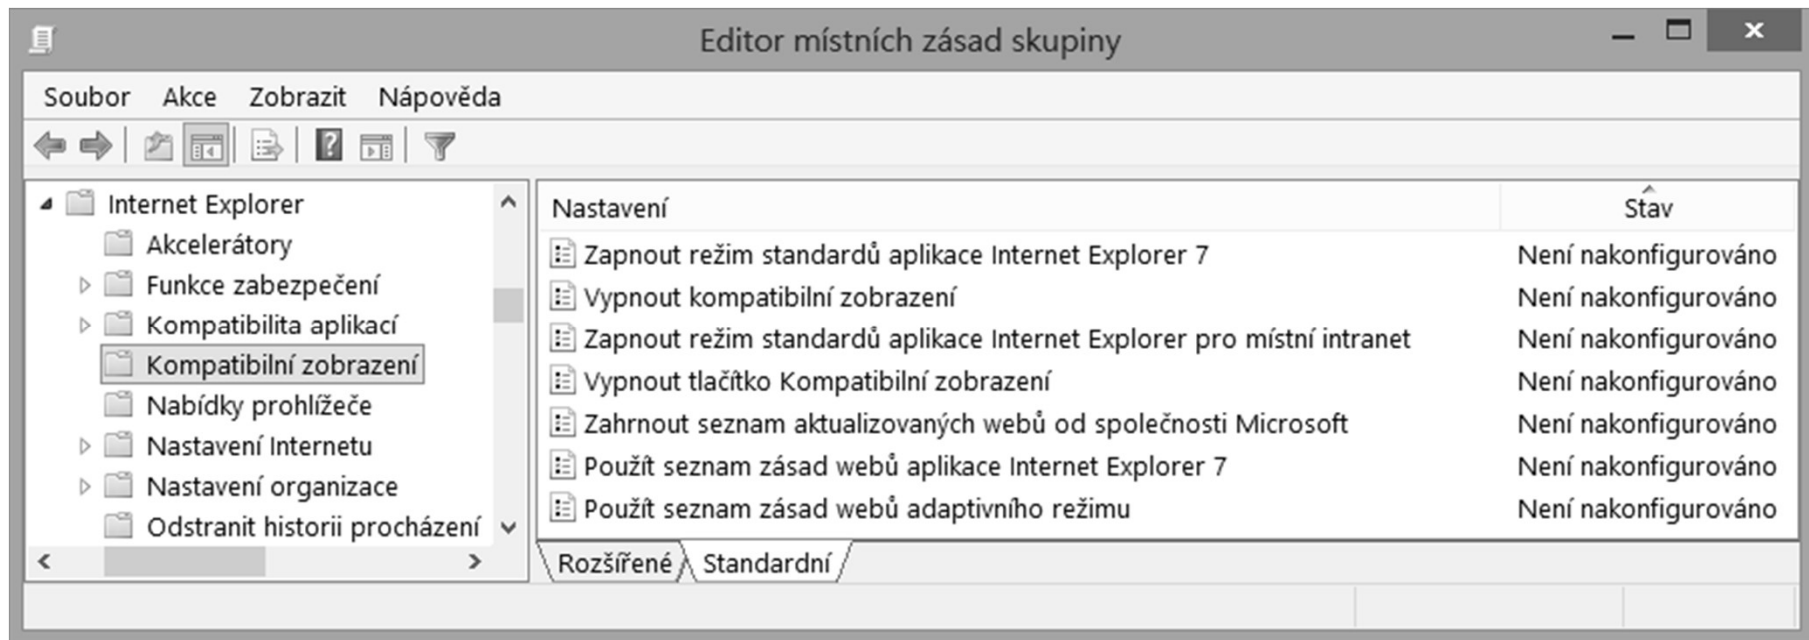 Editor místních zásad skupiny
Soubor Akce Zobrazit Nápověda
Internet Explorer
Akcelerátory
Funkce zabezpečení
Kompatibilita aplikací
Kompatibilní zobrazení
Nabídky prohlížeče
Nastavení Internetu
Nastavení organizace
Odstranit historii procházení
Nastavení Stav
Zapnout režim standardů aplikace Internet Explorer 7 Není nakonfigurováno
Vypnout kompatibilní zobrazení Není nakonfigurováno
Zapnout režim standardů aplikace Internet Explorer pro místní intranet Není nakonfigurováno
Vypnout tlačítko Kompatibilní zobrazení Není nakonfigurováno
Zahrnout seznam aktualizovaných webů od společnosti Microsoft Není nakonfigurováno
Použít seznam zásad webů aplikace Internet Explorer 7 Není nakonfigurováno
Použít seznam zásad webů adaptivního režimu Není nakonfigurováno
Rozšířené Standardní